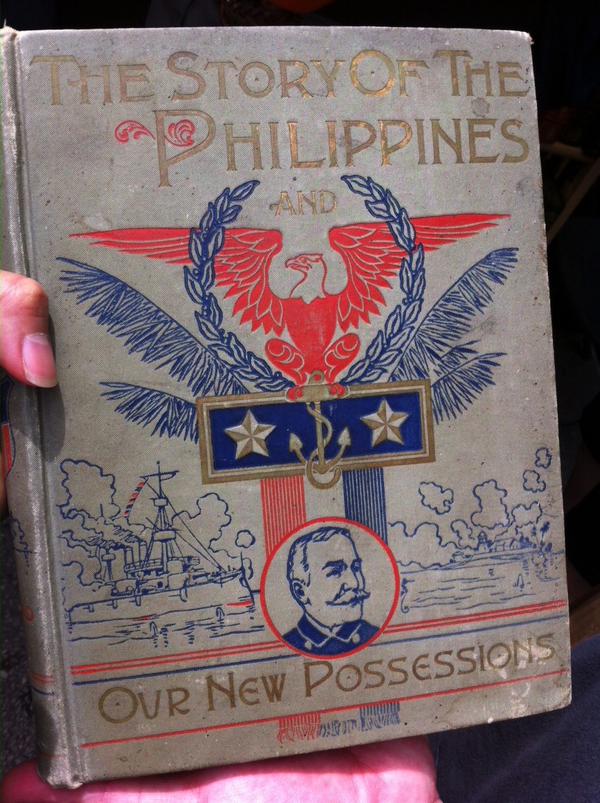 THE STORY OF THE
PHILIPPINES
AND
OUR NEW POSSESSIONS